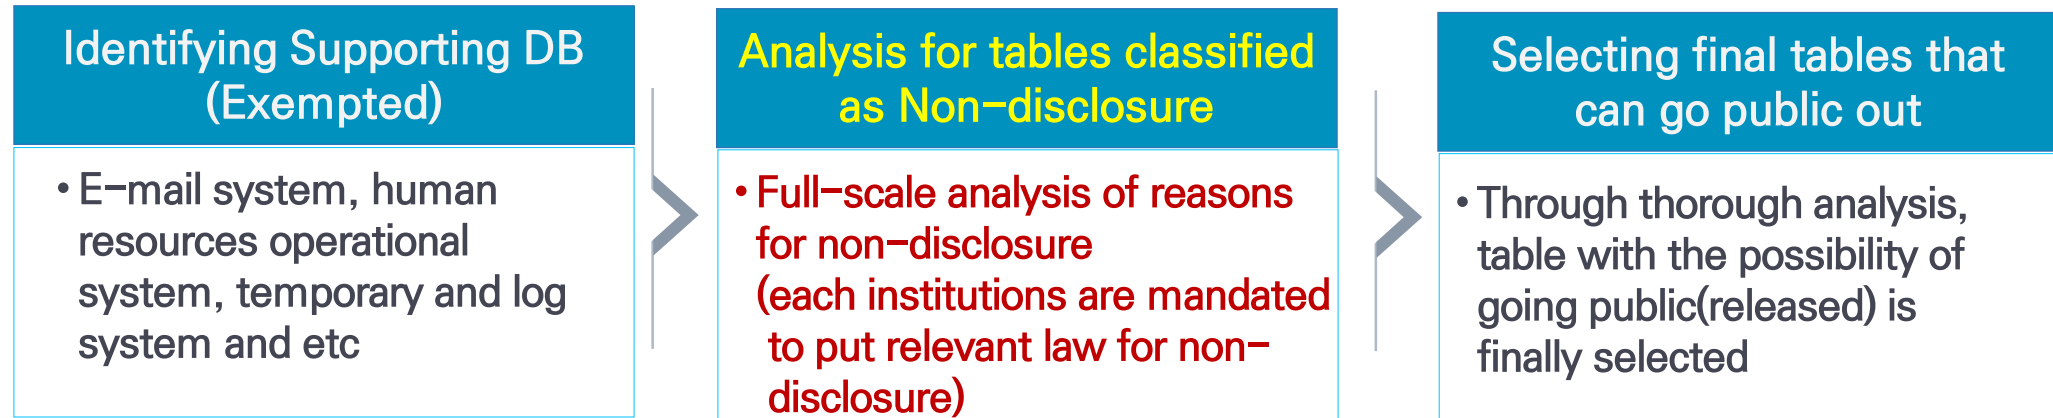 Identifying Supporting DB
(Exempted)
• E-mail system, human
resources operational
system, temporary and log
system and etc
Analysis for tables classified
as Non-disclosure
• Full-scale analysis of reasons
for non-disclosure
(each institutions are mandated
to put relevant law for non-
disclosure)
Selecting final tables that
can go public out
• Through thorough analysis,
table with the possibility of
going public(released) is
finally selected